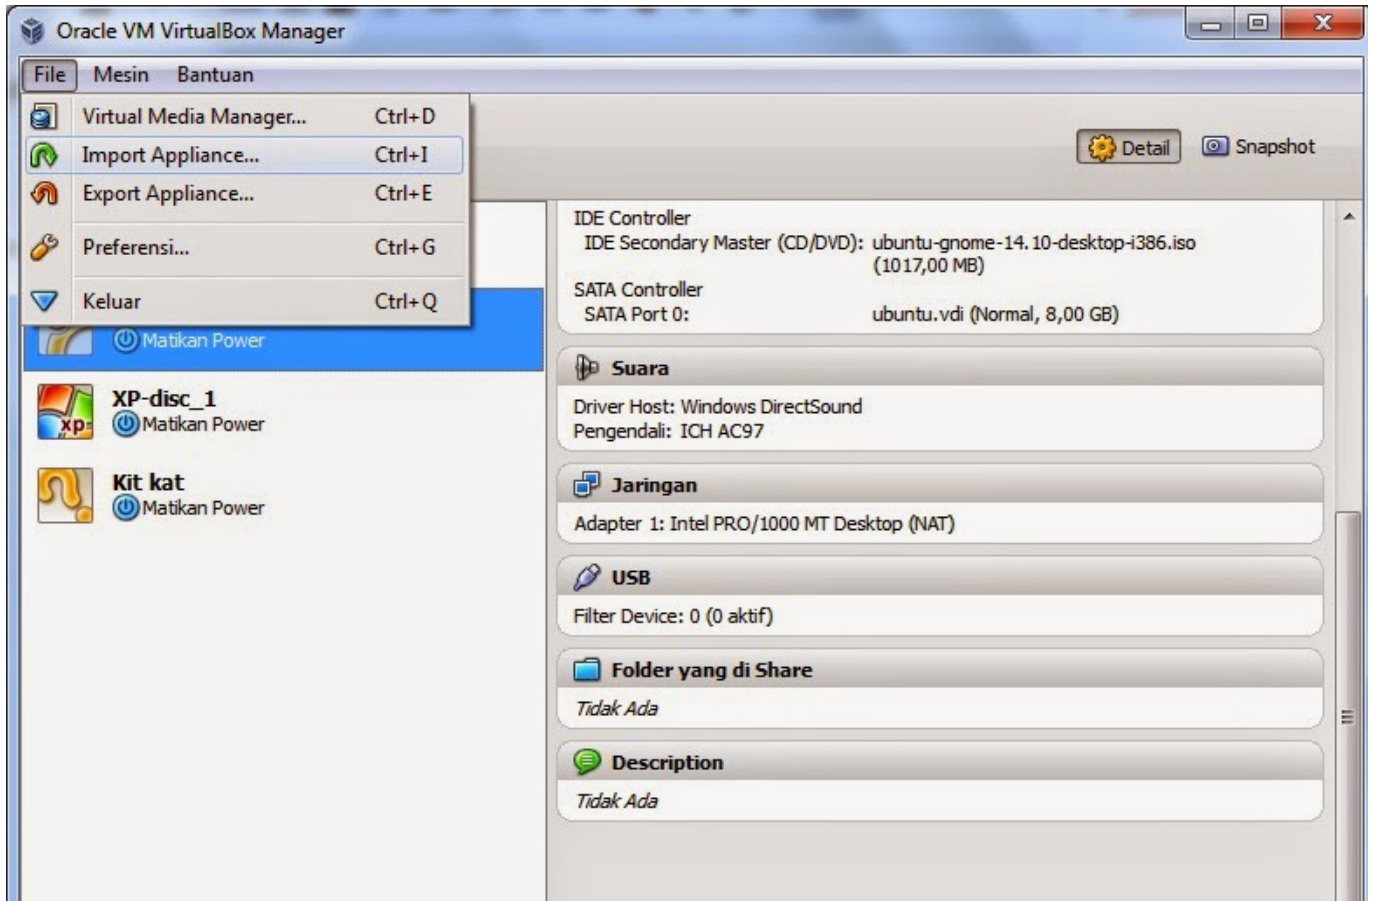 Oracle VM VirtualBox Manager
File Mesin Bantuan
Virtual Media Manager... Ctrl+D
Import Appliance... Ctrl+I
Export Appliance... Ctrl+E
Preferensi... Ctrl+G
Keluar Ctrl+Q
Detail Snapshot
Matikan Power
XP-disc_1
xp
Matikan Power
Kit kat
Matikan Power
IDE Controller
IDE Secondary Master (CD/DVD): ubuntu-gnome-14.10-desktop-i386.iso
(1017,00 MB)
SATA Controller
SATA Port 0: ubuntu.vdi (Normal, 8,00 GB)
Suara
Driver Host: Windows DirectSound
Pengendali: ICH AC97
Jaringan
Adapter 1: Intel PRO/1000 MT Desktop (NAT)
USB
Filter Device: 0 (0 aktif)
Folder yang di Share
Tidak Ada
Description
Tidak Ada